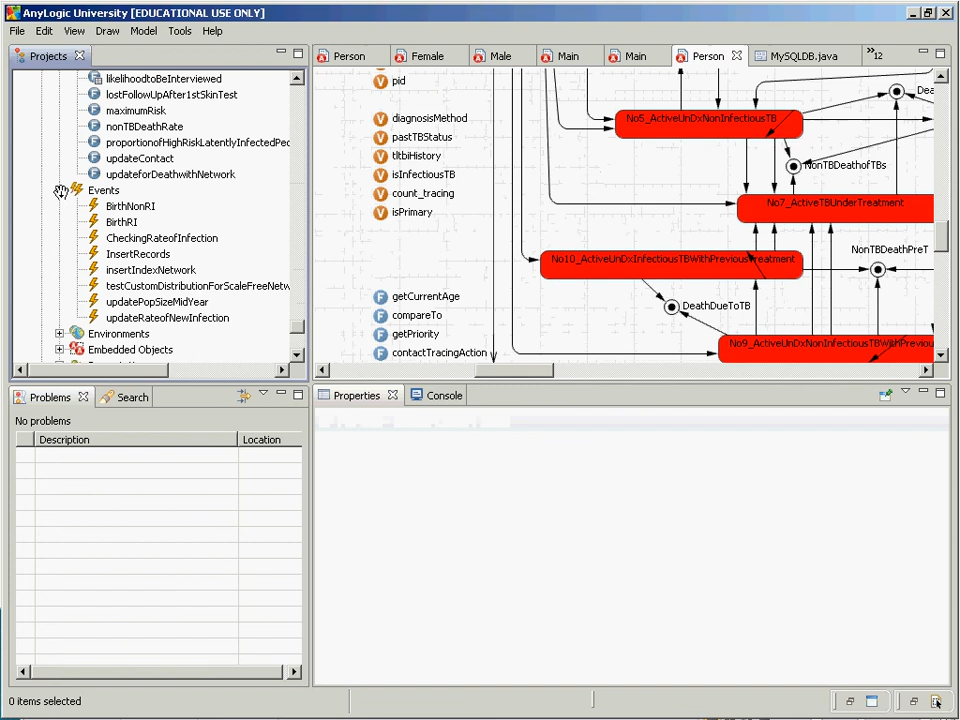 AnyLogic University [EDUCATIONAL USE ONLY]
File Edit View Draw Model Tools Help
Projects
likelihoodtoBeInterviewed
lostFollowUpAfter1stSkinTest
maximumRisk
nonTBDeathRate
proportionofHighRiskLatentlyInfectedPec
updateContact
updateforDeathwithNetwork
Events
BirthNonRI
BirthRI
CheckingRateofInfection
InsertRecords
insertIndexNetwork
testCustomDistributionForScaleFreeNetw
updatePopSizeMidYear
updateRateofNewInfection
Environments
Embedded Objects
Person Female Male Main Main Person MySQLDB.java »12
pid
diagnosisMethod
pastTBStatus
tltbiHistory
isInfectiousTB
count_tracing
isPrimary
getCurrentAge
compareTo
getPriority
contactTracingAction
Dea
No5_ActiveUnDxNonInfectiousTB
NonTBDeathofTBs
No7_ActiveTBUnderTreatment
NonTBDeathPreT
No10_ActiveUnDxInfectiousTBWithPreviousTreatment
DeathDueToTB
No9_ActiveUnDxNonInfectiousTBWithPreviou
Problems Search
No problems
Description Location
Properties Console
0 items selected